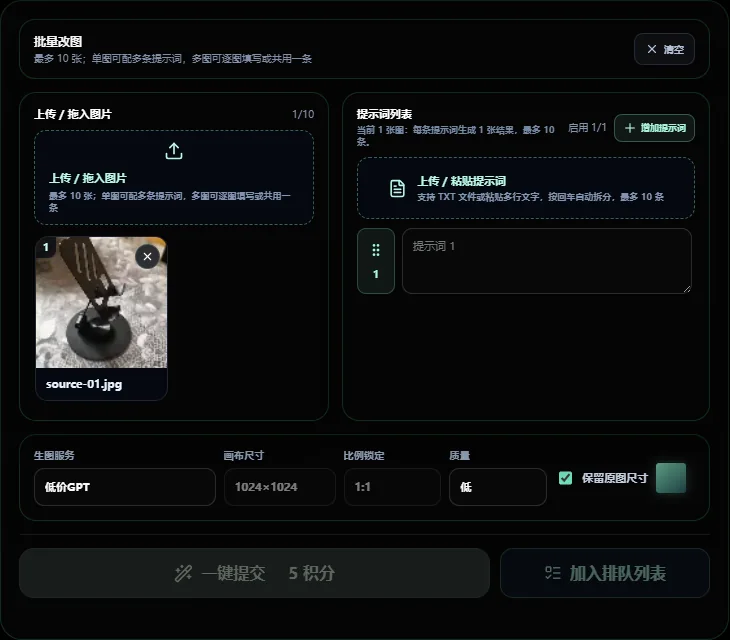 批量改图
最多 10 张；单图可配多条提示词，多图可逐图填写或共用一条
清空
上传 / 拖入图片
1/10
上传 / 拖入图片
最多 10 张；单图可配多条提示词，多图可逐图填写或共用一
条
1
source-01.jpg
提示词列表
当前 1 张图：每条提示词生成 1 张结果，最多 10
条。
启用 1/1
增加提示词
上传 / 粘贴提示词
支持 TXT 文件或粘贴多行文字，按回车自动拆分，最多 10 条
1
提示词 1
生图服务
低价GPT
画布尺寸
1024×1024
比例锁定
1:1
质量
低
保留原图尺寸
一键提交 5 积分
加入排队列表